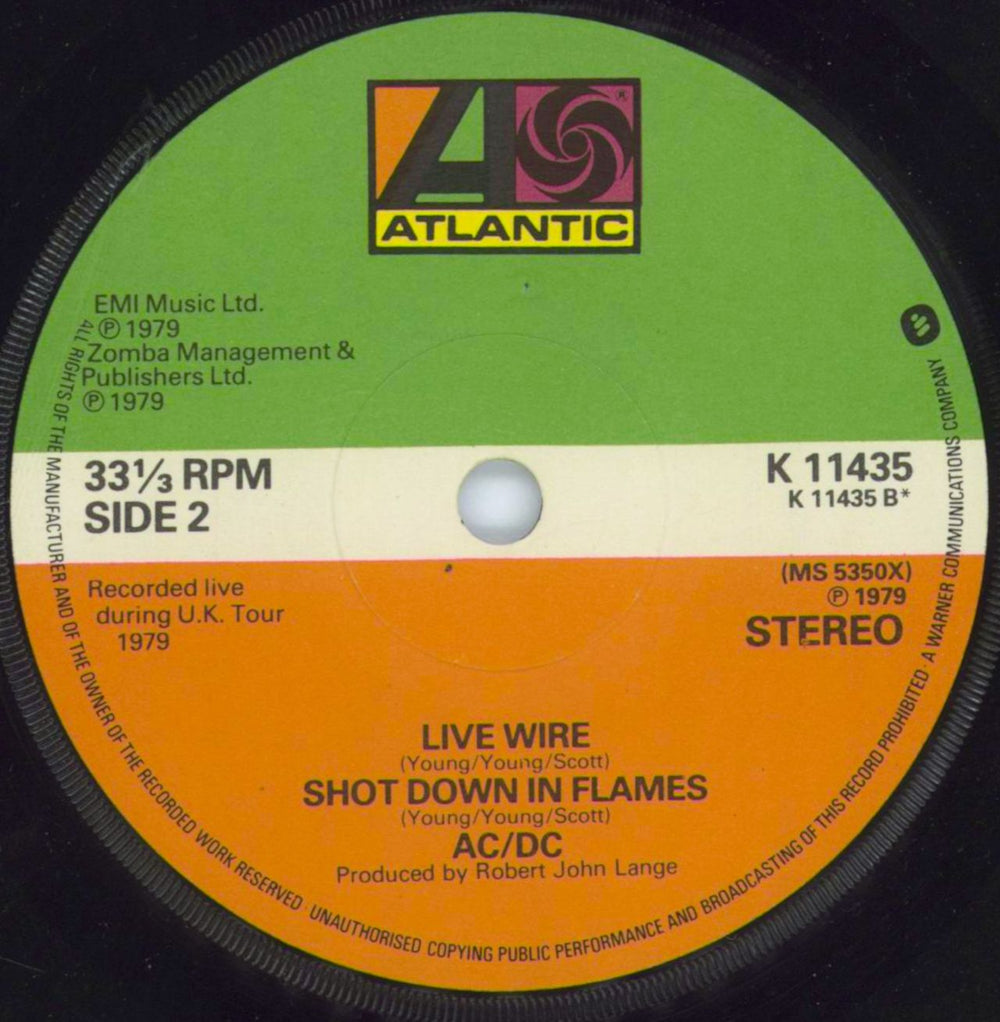 ATLANTIC
®
EMI Music Ltd.
℗ 1979
Zomba Management &
Publishers Ltd.
℗ 1979
33⅓ RPM
SIDE 2
K 11435
K 11435 B*
Recorded live
during U.K. Tour
1979
(MS 5350X)
℗ 1979
STEREO
LIVE WIRE
(Young/Young/Scott)
SHOT DOWN IN FLAMES
(Young/Young/Scott)
AC/DC
Produced by Robert John Lange
ALL RIGHTS OF THE MANUFACTURER AND OF THE OWNER OF THE RECORDED WORK RESERVED · UNAUTHORISED COPYING PUBLIC PERFORMANCE AND BROADCASTING OF THIS RECORD PROHIBITED · A WARNER COMMUNICATIONS COMPANY